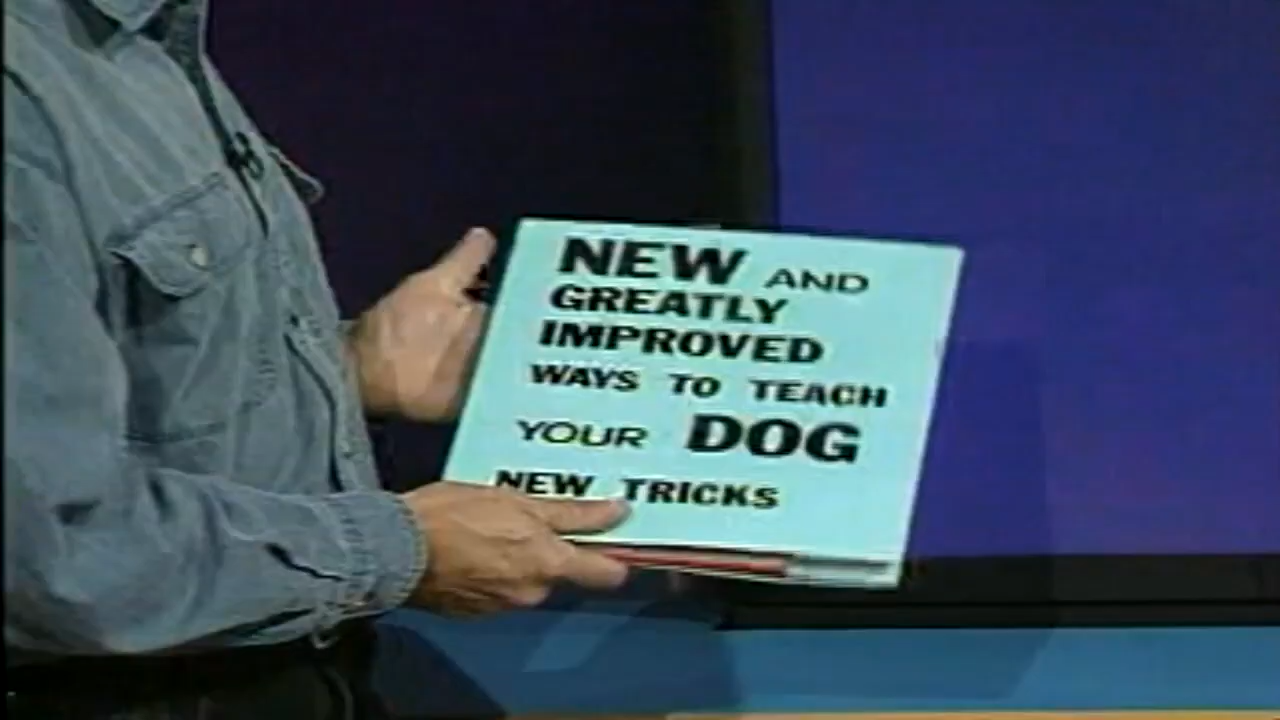 NEW AND
GREATLY
IMPROVED
WAYS TO TEACH
YOUR DOG
NEW TRICKS